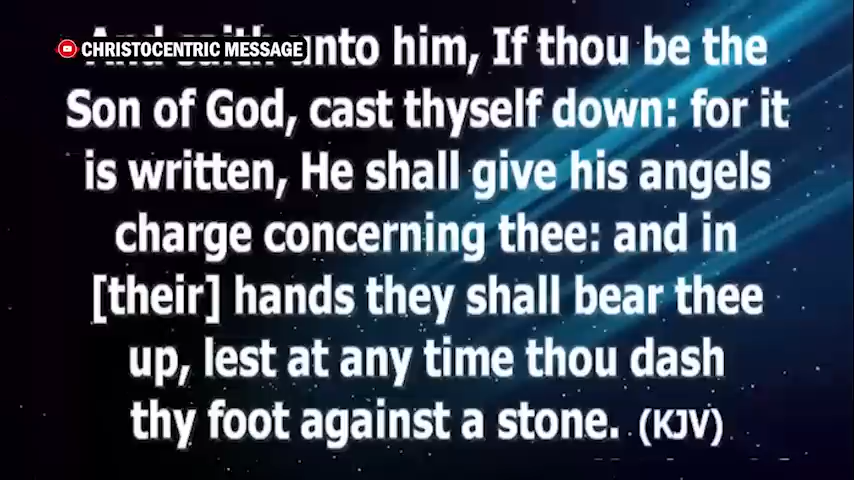 CHRISTOCENTRIC MESSAGE
And saith unto him, If thou be the
Son of God, cast thyself down: for it
is written, He shall give his angels
charge concerning thee: and in
[their] hands they shall bear thee
up, lest at any time thou dash
thy foot against a stone. (KJV)